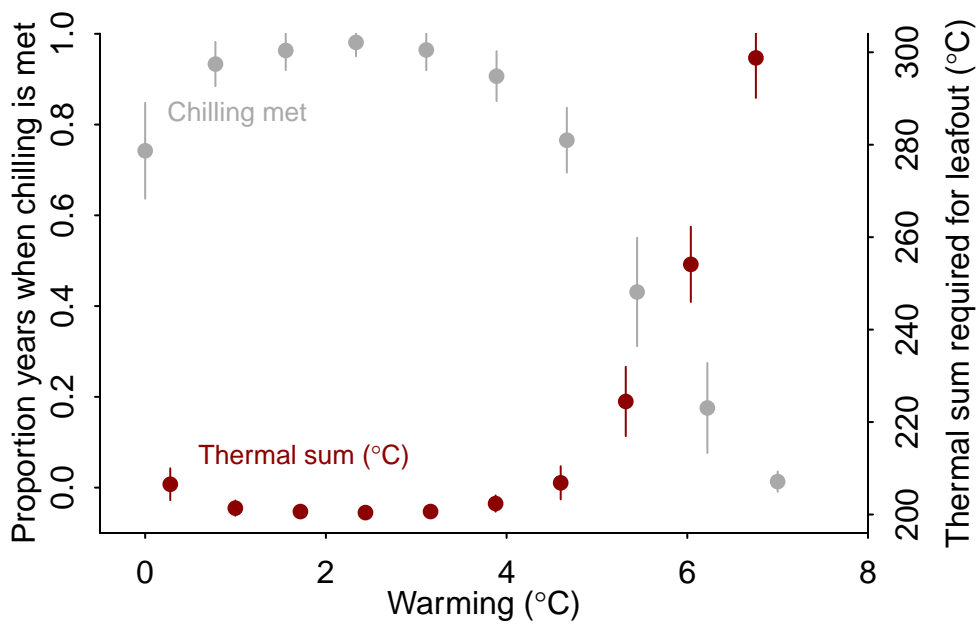 Proportion years when chilling is met
1.0
0.8
0.6
0.4
0.2
0.0
Chilling met
Thermal sum (°C)
300
280
260
240
220
200
Thermal sum required for leafout (°C)
0 2 4 6 8
Warming (°C)